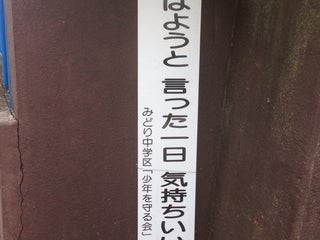 はようと 言った一日 気持ちいい
みどり中学区「少年を守る会」